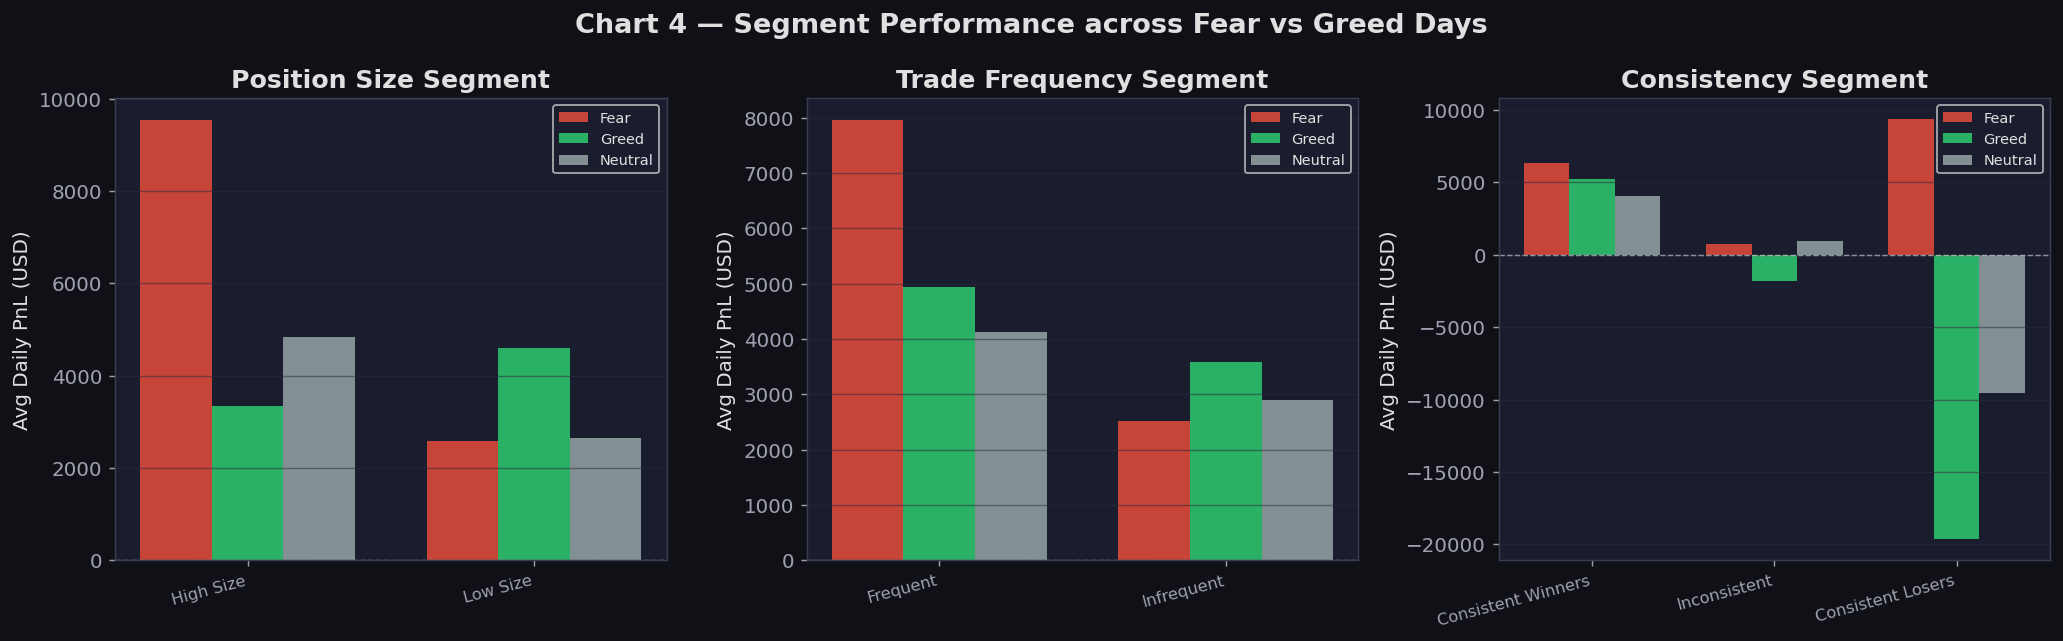 Chart 4 — Segment Performance across Fear vs Greed Days
Position Size Segment
Avg Daily PnL (USD)
10000
8000
6000
4000
2000
0
High Size
Low Size
Fear
Greed
Neutral
Trade Frequency Segment
Avg Daily PnL (USD)
8000
7000
6000
5000
4000
3000
2000
1000
0
Frequent
Infrequent
Fear
Greed
Neutral
Consistency Segment
Avg Daily PnL (USD)
10000
5000
0
−5000
−10000
−15000
−20000
Consistent Winners
Inconsistent
Consistent Losers
Fear
Greed
Neutral